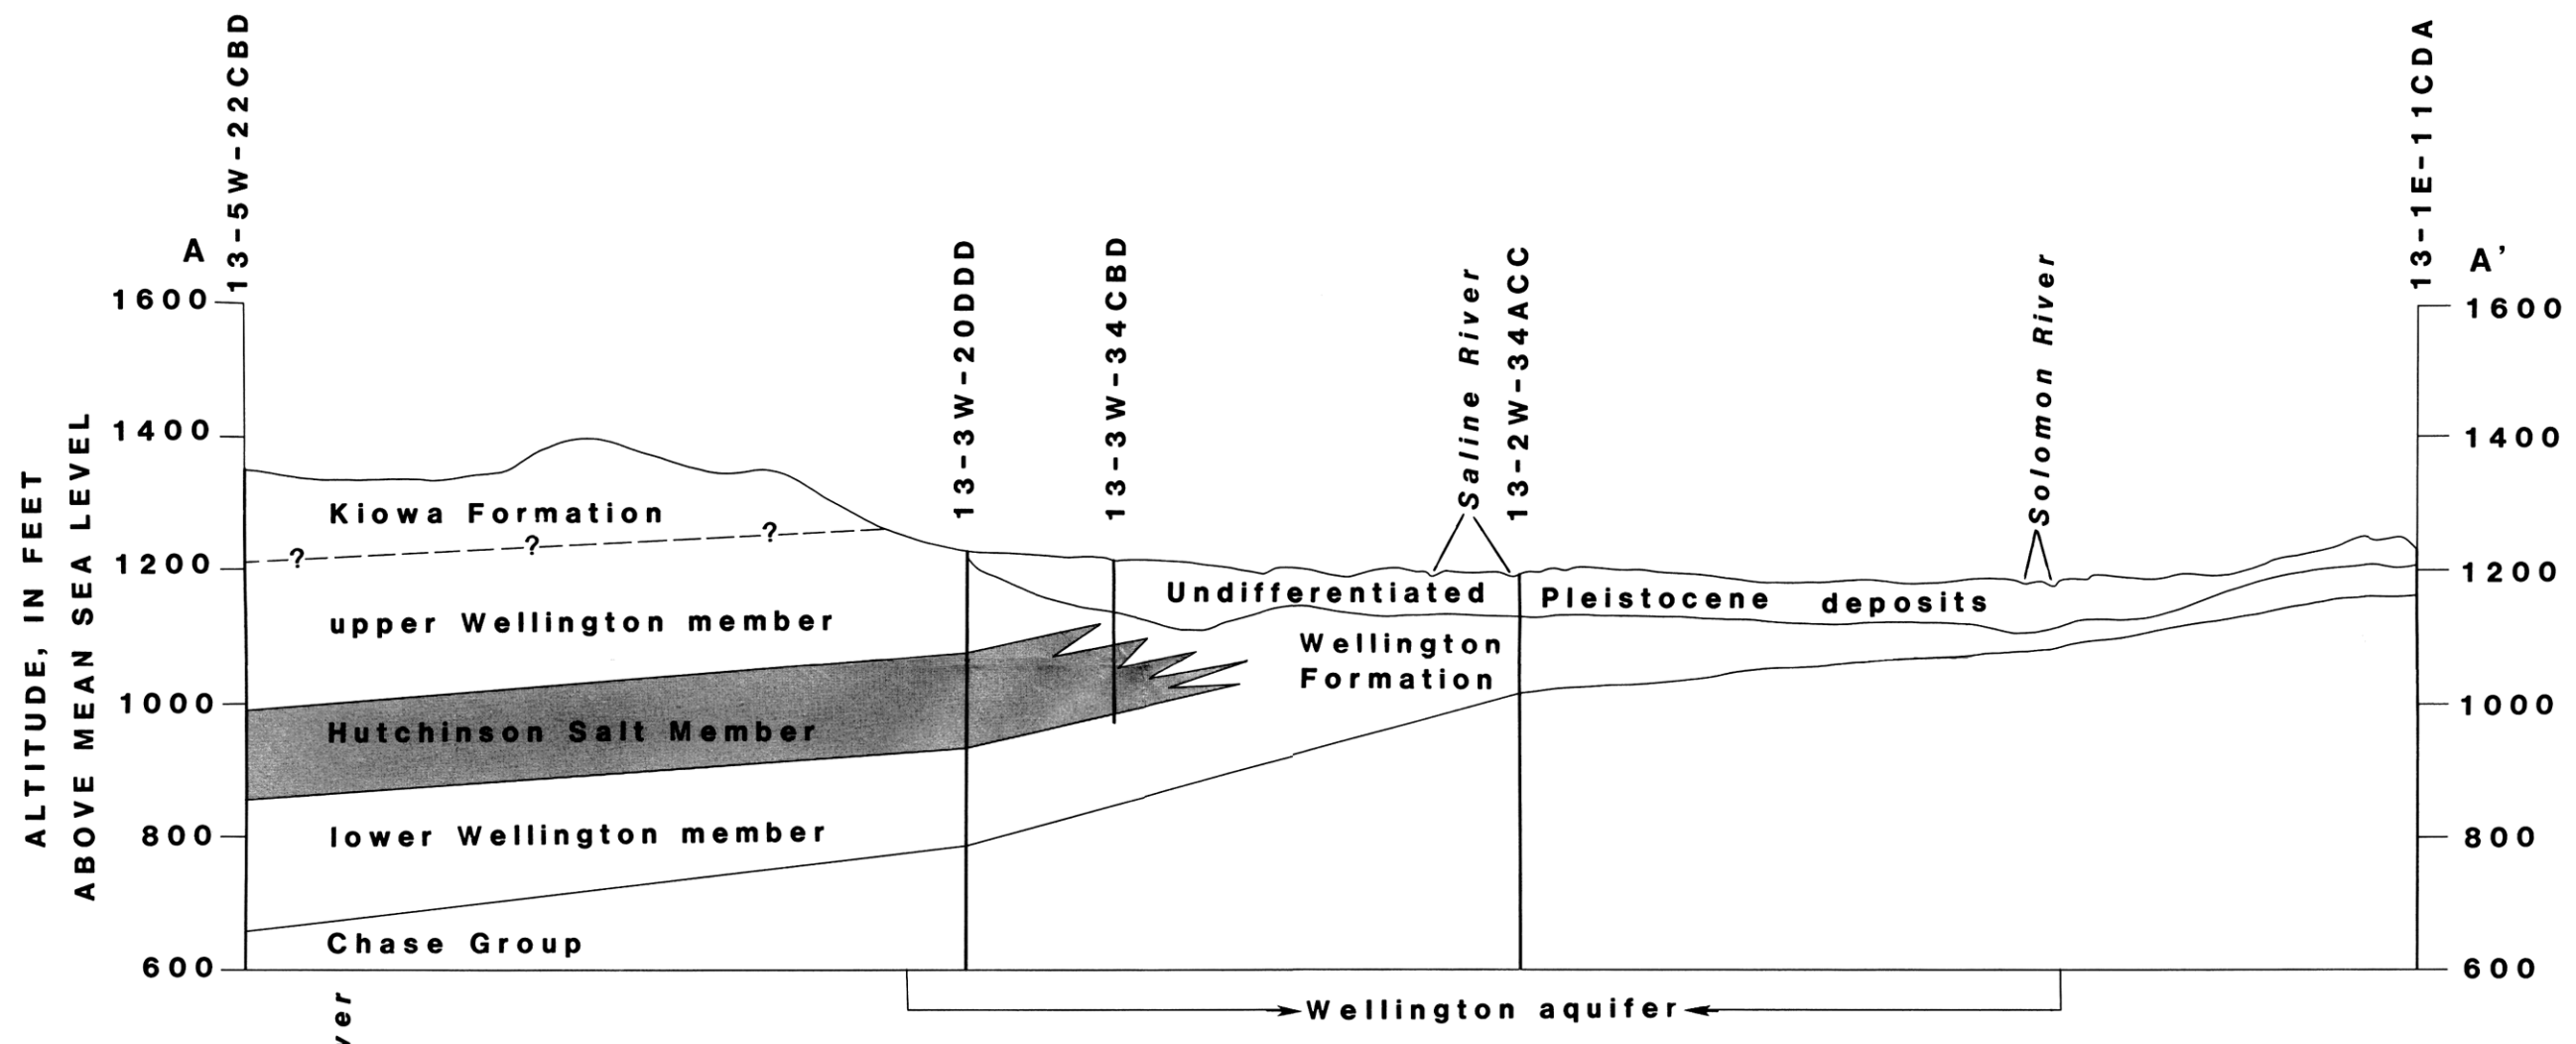 13-5W-22CBD
13-3W-20DDD
13-3W-34CBD
Saline River
13-2W-34ACC
Solomon River
13-1E-11CDA
A
A'
1600
1400
1200
1000
800
600
ALTITUDE, IN FEET
ABOVE MEAN SEA LEVEL
1600
1400
1200
1000
800
600
Kiowa Formation
? ? ?
upper Wellington member
Hutchinson Salt Member
lower Wellington member
Chase Group
Undifferentiated Pleistocene deposits
Wellington
Formation
Wellington aquifer